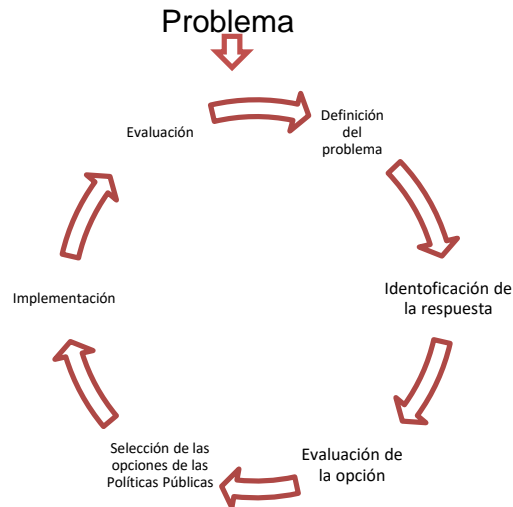 Problema
Definición
del
problema
Identoficación de
la respuesta
Evaluación de
la opción
Selección de las
opciones de las
Políticas Públicas
Implementación
Evaluación